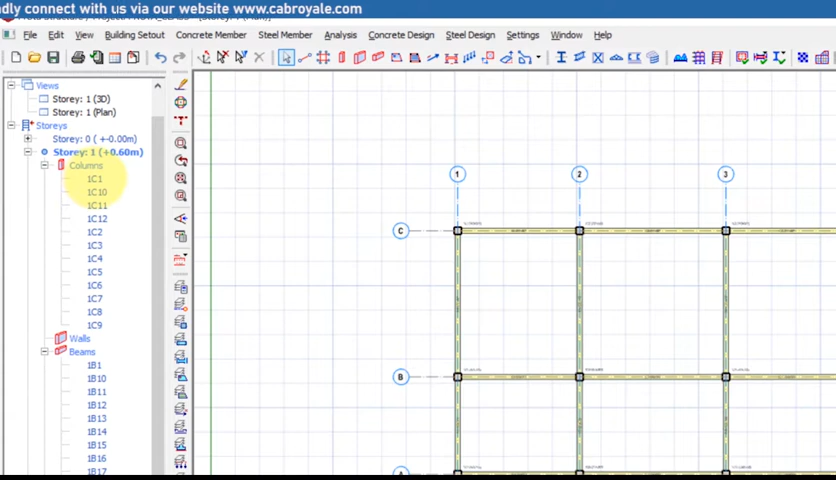 dly connect with us via our website www.cabroyale.com
File Edit View Building Setout Concrete Member Steel Member Analysis Concrete Design Steel Design Settings Window Help
Views
Storey: 1 (3D)
Storey: 1 (Plan)
Storeys
Storey: 0 ( +-0.00m)
Storey: 1 (+0.60m)
Columns
1C1
1C10
1C11
1C12
1C2
1C3
1C4
1C5
1C6
1C7
1C8
1C9
Walls
Beams
1B1
1B10
1B11
1B12
1B13
1B14
1B15
1B16
1B17
1 2 3
C
B
A